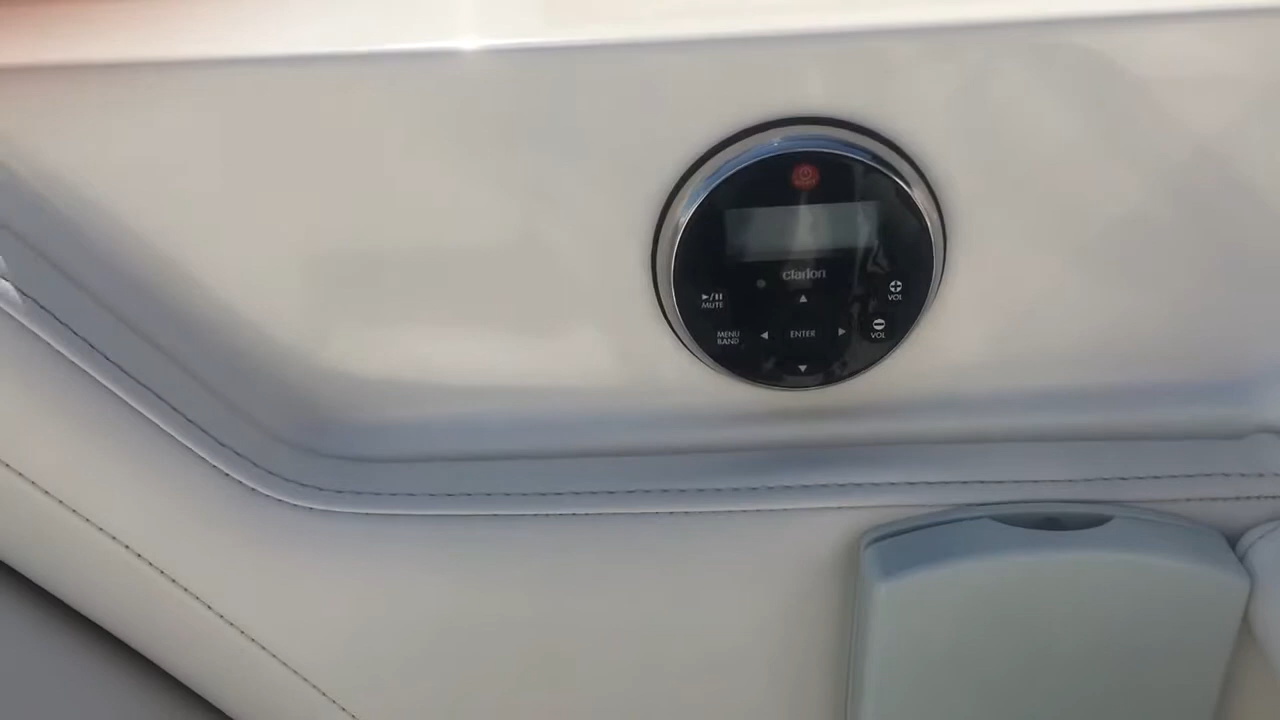 clarion
►/II
MUTE
VOL
MENU
BAND
ENTER
VOL